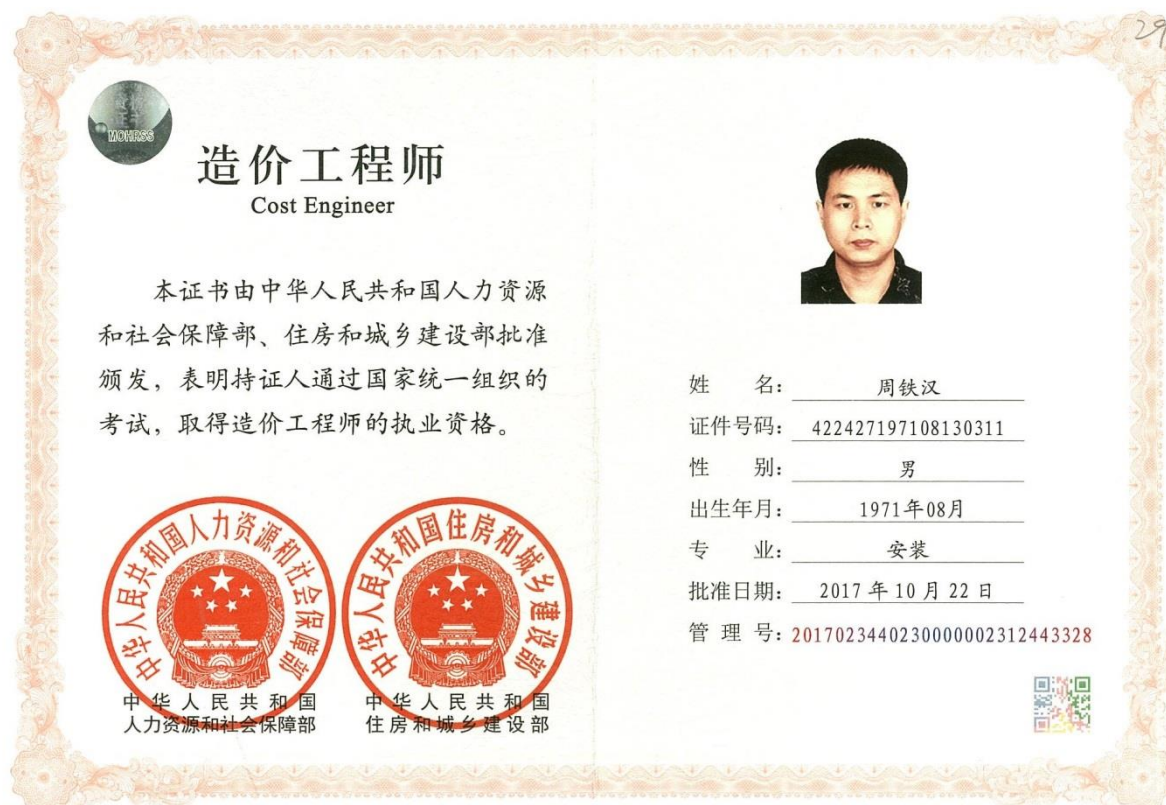 29
MOHRSS
造价工程师
Cost Engineer
本证书由中华人民共和国人力资源
和社会保障部、住房和城乡建设部批准
颁发，表明持证人通过国家统一组织的
考试，取得造价工程师的执业资格。
中华人民共和国人力资源和社会保障部
中华人民共和国住房和城乡建设部
中华人民共和国
人力资源和社会保障部
中华人民共和国
住房和城乡建设部
姓 名： 周铁汉
证件号码： 422427197108130311
性 别： 男
出生年月： 1971年08月
专 业： 安装
批准日期： 2017 年 10 月 22 日
管 理 号： 2017023440230000002312443328